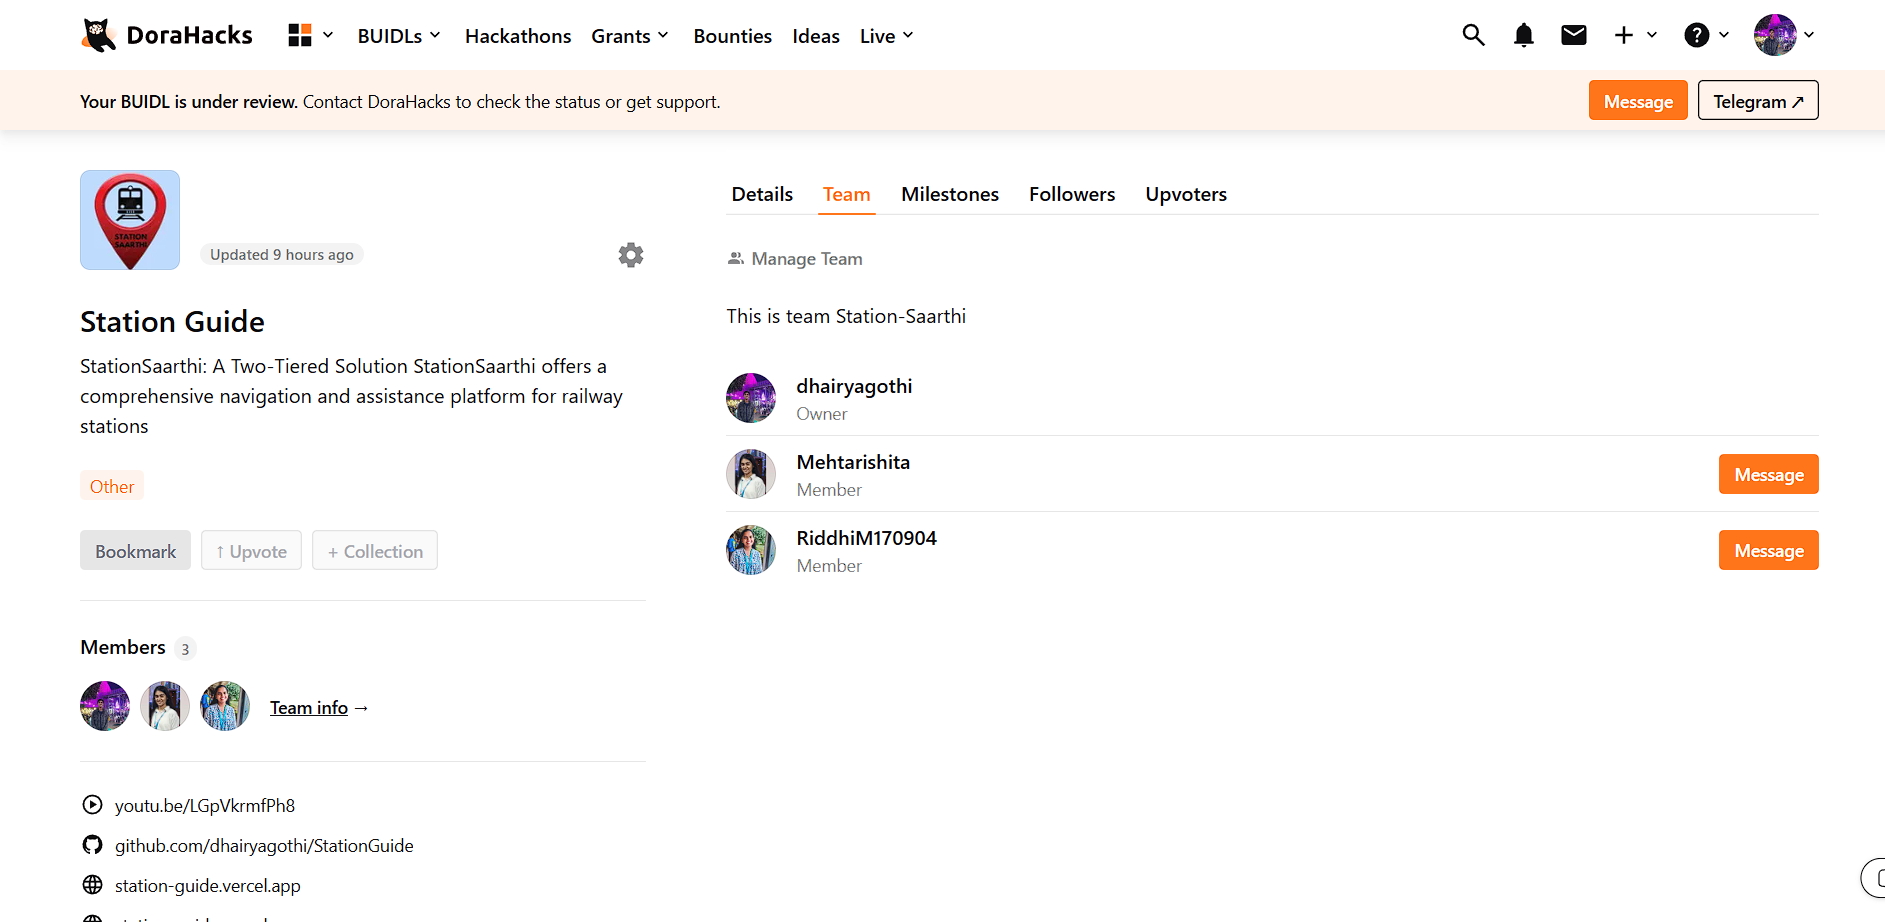 DoraHacks BUIDLs Hackathons Grants Bounties Ideas Live
Your BUIDL is under review. Contact DoraHacks to check the status or get support. Message Telegram ↗
STATION
SAARTHI
Updated 9 hours ago
Station Guide
StationSaarthi: A Two-Tiered Solution StationSaarthi offers a
comprehensive navigation and assistance platform for railway
stations
Other
Bookmark ↑ Upvote + Collection
Members 3
Team info →
youtu.be/LGpVkrmfPh8
github.com/dhairyagothi/StationGuide
station-guide.vercel.app
Details Team Milestones Followers Upvoters
Manage Team
This is team Station-Saarthi
dhairyagothi
Owner
Mehtarishita
Member
Message
RiddhiM170904
Member
Message